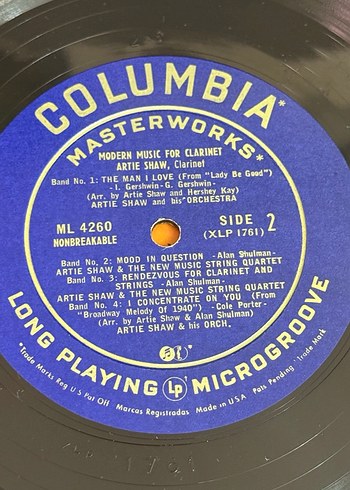 COLUMBIA*
MASTERWORKS*
MODERN MUSIC FOR CLARINET
ARTIE SHAW, Clarinet
Band No. 1: THE MAN I LOVE (From "Lady Be Good")
-I. Gershwin-G. Gershwin-
(Arr. by Artie Shaw and Hershey Kay)
ARTIE SHAW and his ORCHESTRA
ML 4260
NONBREAKABLE
SIDE 2
(XLP 1761)
Band No. 2: MOOD IN QUESTION -Alan Shulman-
ARTIE SHAW & THE NEW MUSIC STRING QUARTET
Band No. 3: RENDEZVOUS FOR CLARINET AND
STRINGS -Alan Shulman-
ARTIE SHAW & THE NEW MUSIC STRING QUARTET
Band No. 4: I CONCENTRATE ON YOU (From
"Broadway Melody Of 1940") -Cole Porter-
(Arr. by Artie Shaw & Alan Shulman)
ARTIE SHAW & his ORCH.
LONG PLAYING Lp MICROGROOVE
*Trade Marks Reg U S Pat Off Marcas Registradas Made in U.S.A Pats Pending Trade Mark